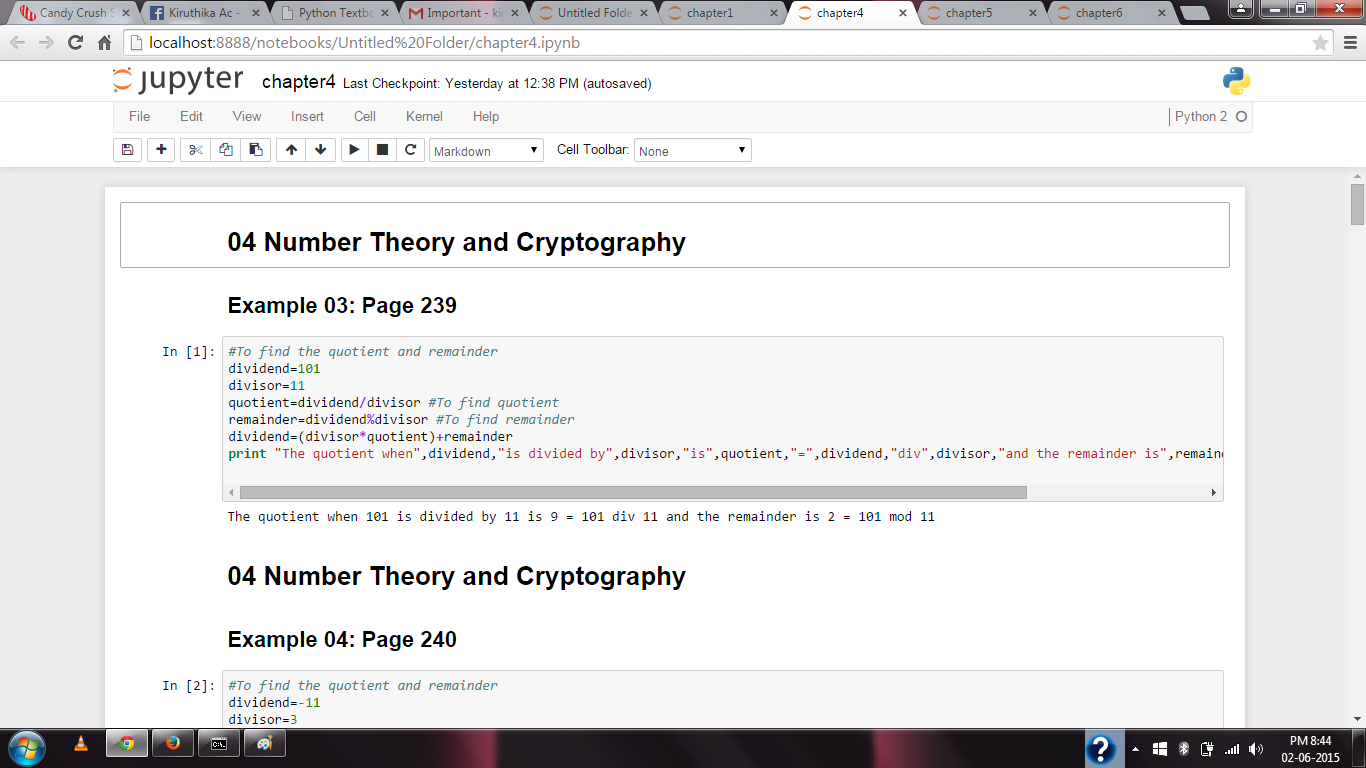 Candy Crush S
Kiruthika Ac -
Python Textbo
Important - kir
Untitled Folde
chapter1
chapter4
chapter5
chapter6
localhost:8888/notebooks/Untitled%20Folder/chapter4.ipynb
jupyter chapter4 Last Checkpoint: Yesterday at 12:38 PM (autosaved)
File Edit View Insert Cell Kernel Help
Python 2
Markdown Cell Toolbar: None
04 Number Theory and Cryptography
Example 03: Page 239
In [1]:
#To find the quotient and remainder
dividend=101
divisor=11
quotient=dividend/divisor #To find quotient
remainder=dividend%divisor #To find remainder
dividend=(divisor*quotient)+remainder
print "The quotient when",dividend,"is divided by",divisor,"is",quotient,"=",dividend,"div",divisor,"and the remainder is",remain
The quotient when 101 is divided by 11 is 9 = 101 div 11 and the remainder is 2 = 101 mod 11
04 Number Theory and Cryptography
Example 04: Page 240
In [2]:
#To find the quotient and remainder
dividend=-11
divisor=3
PM 8:44
02-06-2015